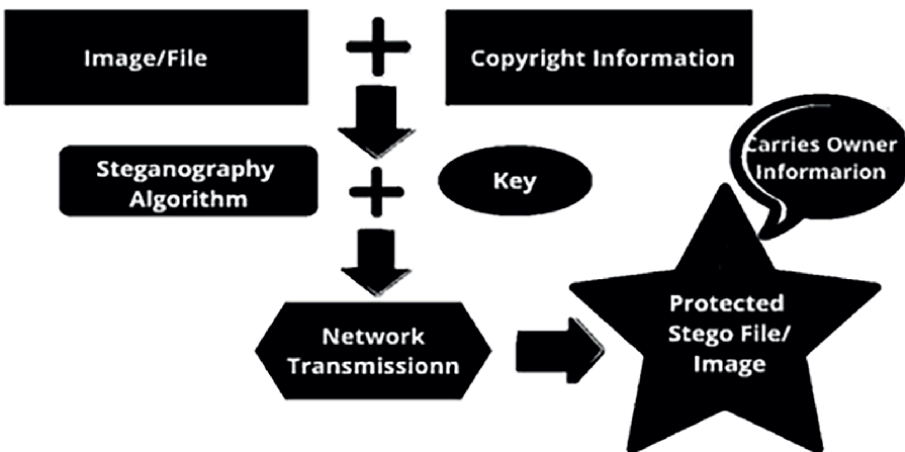 Image/File
Copyright Information
Carries Owner
Informarion
Steganography
Algorithm
Key
Protected
Stego File/
Image
Network
Transmissionn